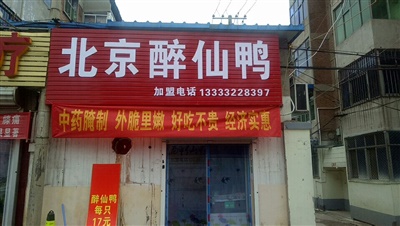 北京醉仙鸭
加盟电话 13333228397
中药腌制 外脆里嫩 好吃不贵 经济实惠
疗
醉仙鸭
每只
17元